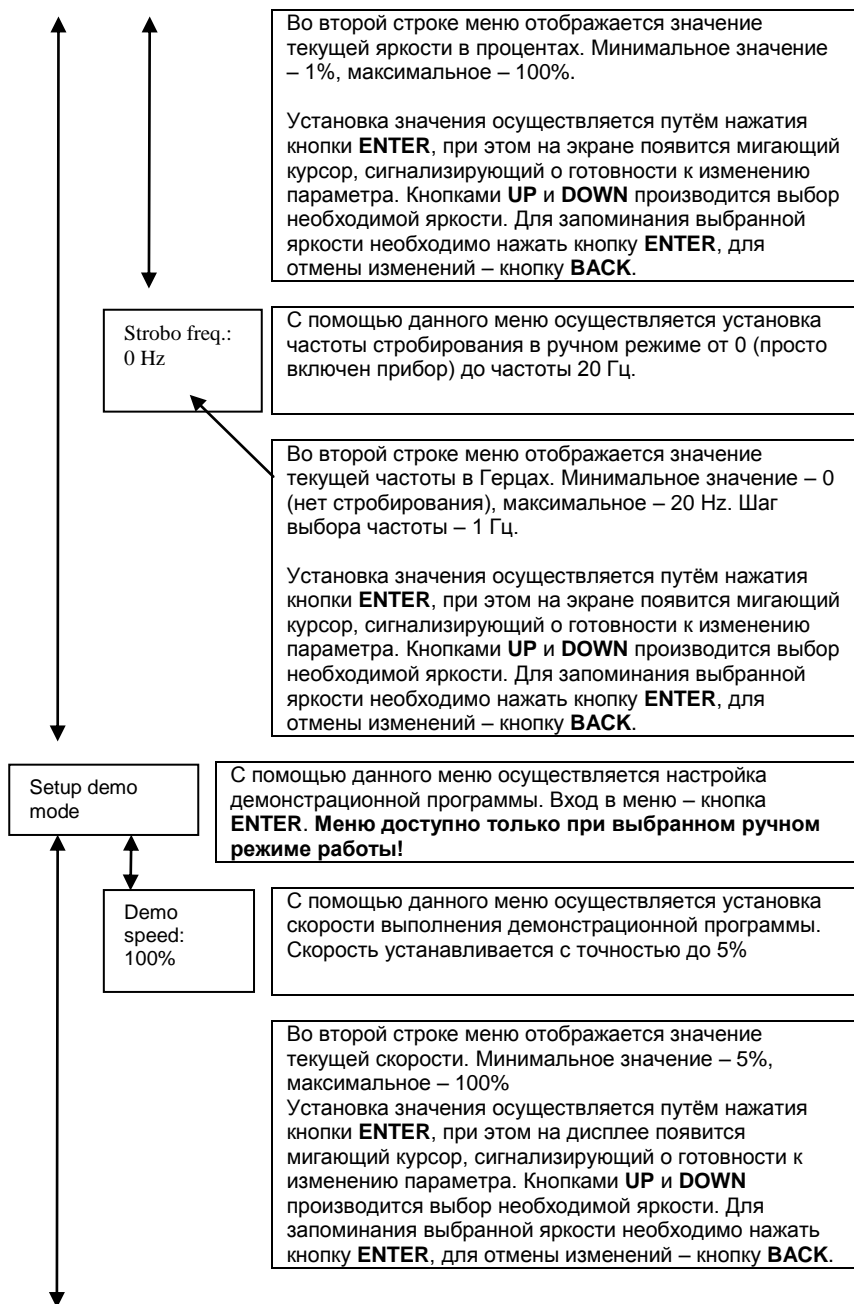 Во второй строке меню отображается значение
текущей яркости в процентах. Минимальное значение
– 1%, максимальное – 100%.
Установка значения осуществляется путём нажатия
кнопки ENTER, при этом на экране появится мигающий
курсор, сигнализирующий о готовности к изменению
параметра. Кнопками UP и DOWN производится выбор
необходимой яркости. Для запоминания выбранной
яркости необходимо нажать кнопку ENTER, для
отмены изменений – кнопку BACK.
Strobo freq.:
0 Hz
С помощью данного меню осуществляется установка
частоты стробирования в ручном режиме от 0 (просто
включен прибор) до частоты 20 Гц.
Во второй строке меню отображается значение
текущей частоты в Герцах. Минимальное значение – 0
(нет стробирования), максимальное – 20 Hz. Шаг
выбора частоты – 1 Гц.
Установка значения осуществляется путём нажатия
кнопки ENTER, при этом на экране появится мигающий
курсор, сигнализирующий о готовности к изменению
параметра. Кнопками UP и DOWN производится выбор
необходимой яркости. Для запоминания выбранной
яркости необходимо нажать кнопку ENTER, для
отмены изменений – кнопку BACK.
Setup demo
mode
С помощью данного меню осуществляется настройка
демонстрационной программы. Вход в меню – кнопка
ENTER. Меню доступно только при выбранном ручном
режиме работы!
Demo
speed:
100%
С помощью данного меню осуществляется установка
скорости выполнения демонстрационной программы.
Скорость устанавливается с точностью до 5%
Во второй строке меню отображается значение
текущей скорости. Минимальное значение – 5%,
максимальное – 100%
Установка значения осуществляется путём нажатия
кнопки ENTER, при этом на дисплее появится
мигающий курсор, сигнализирующий о готовности к
изменению параметра. Кнопками UP и DOWN
производится выбор необходимой яркости. Для
запоминания выбранной яркости необходимо нажать
кнопку ENTER, для отмены изменений – кнопку BACK.